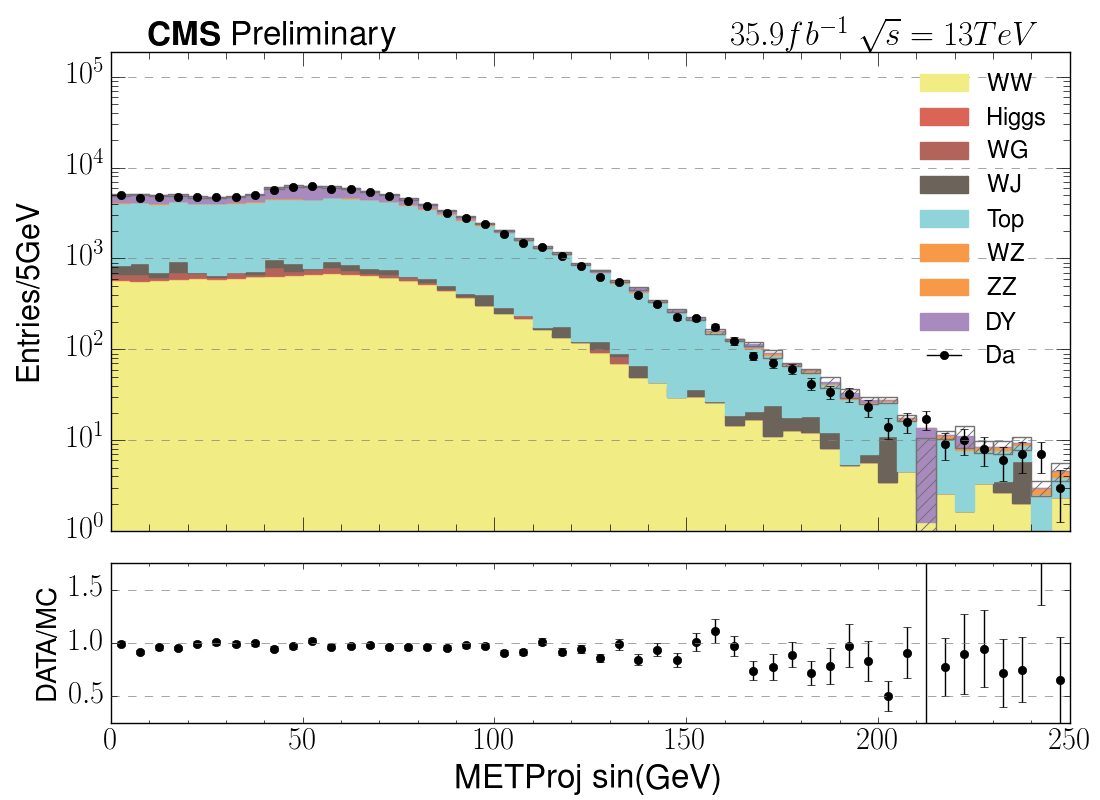 CMS Preliminary 35.9fb⁻¹ √s = 13TeV
Entries/5GeV
10⁵
10⁴
10³
10²
10¹
10⁰
WW
Higgs
WG
WJ
Top
WZ
ZZ
DY
Da
DATA/MC
1.5
1.0
0.5
0 50 100 150 200 250
METProj sin(GeV)